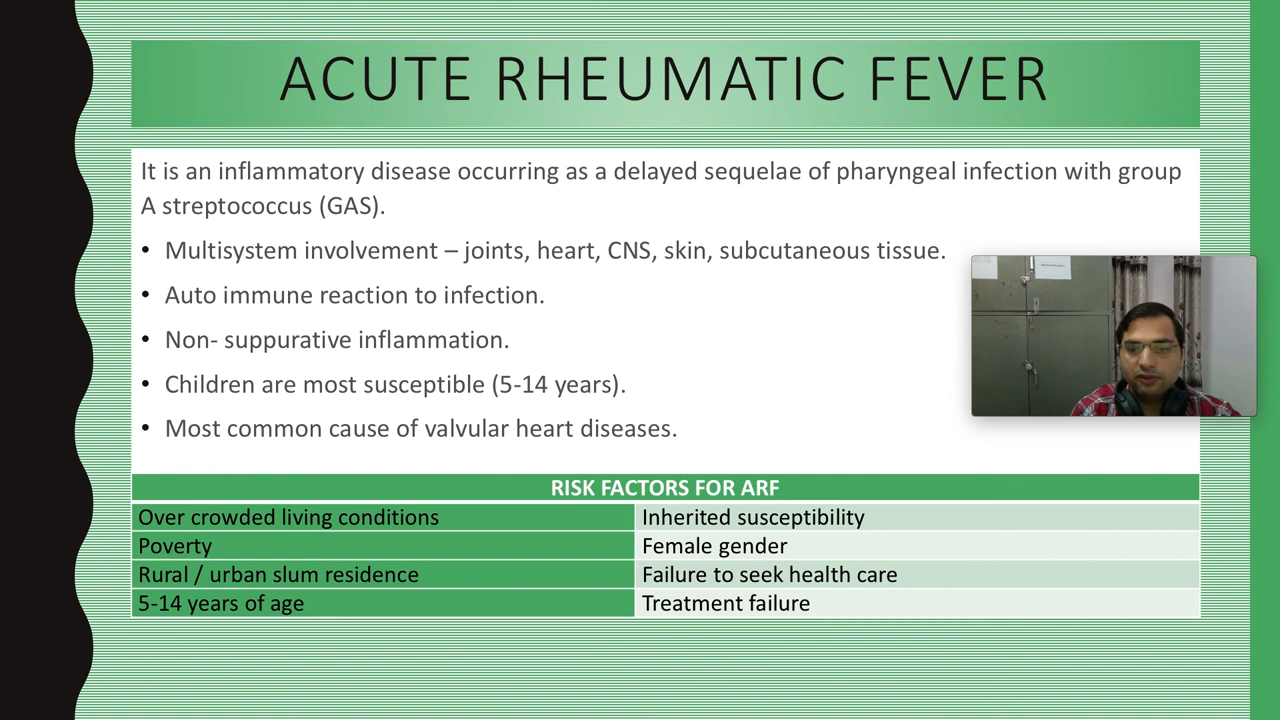 ACUTE RHEUMATIC FEVER
It is an inflammatory disease occurring as a delayed sequelae of pharyngeal infection with group
A streptococcus (GAS).
• Multisystem involvement – joints, heart, CNS, skin, subcutaneous tissue.
• Auto immune reaction to infection.
• Non- suppurative inflammation.
• Children are most susceptible (5-14 years).
• Most common cause of valvular heart diseases.
RISK FACTORS FOR ARF
Over crowded living conditions Inherited susceptibility
Poverty Female gender
Rural / urban slum residence Failure to seek health care
5-14 years of age Treatment failure